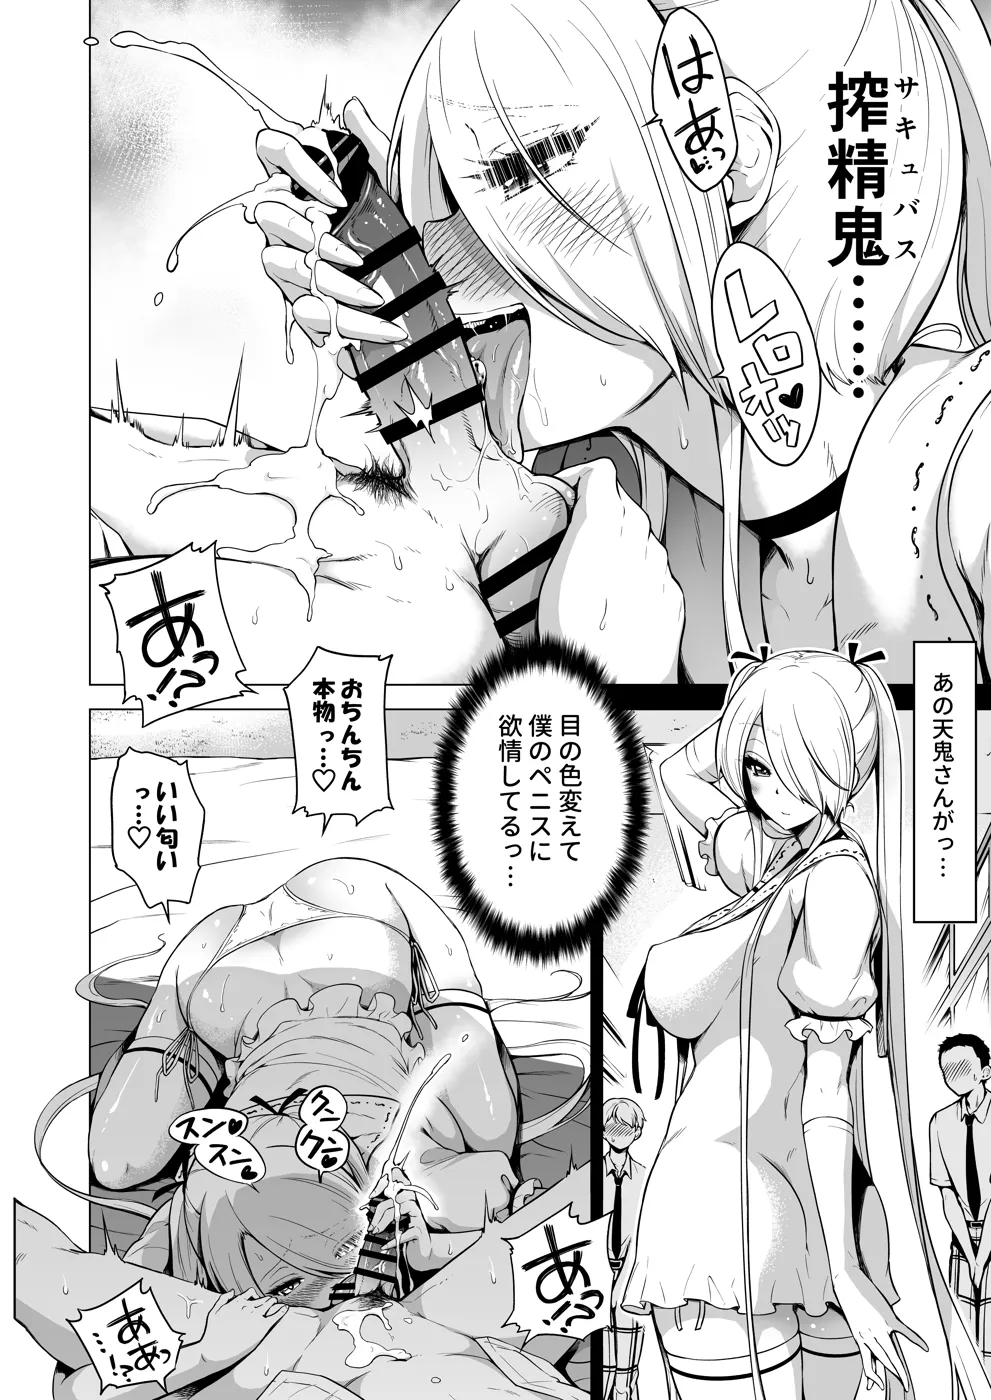 搾精鬼………
サキュバス
はあっ…♥
レロオッ♥
あの天鬼さんがっ…
目の色変えて
僕のペニスに
欲情してるっ…
あっ!?
おちんちん
本物っ…♡
いい匂い
っ…♡
クン
クン♥
スン♥
スン♥
あっ!?
ああっ
…!?